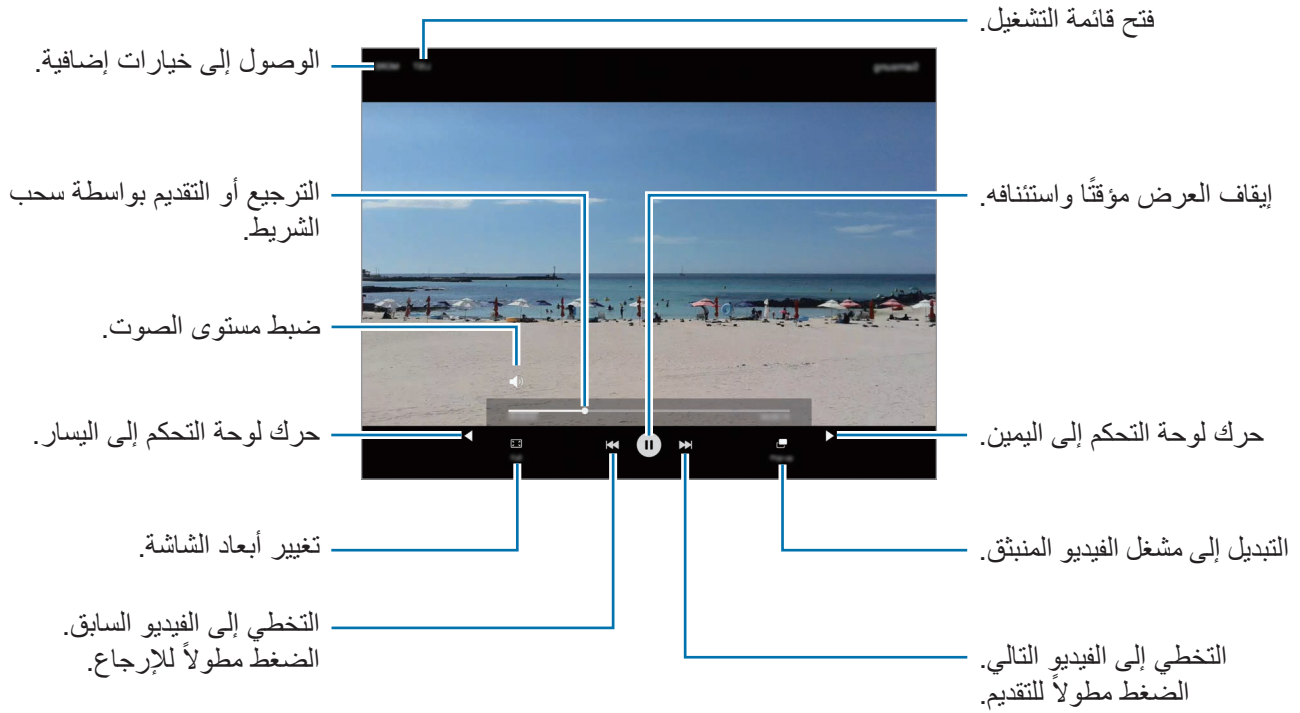 فتح قائمة التشغيل.
الوصول إلى خيارات إضافية.
إيقاف العرض مؤقتًا واستئنافه.
الترجيع أو التقديم بواسطة سحب
الشريط.
ضبط مستوى الصوت.
حرك لوحة التحكم إلى اليمين.
حرك لوحة التحكم إلى اليسار.
التبديل إلى مشغل الفيديو المنبثق.
تغيير أبعاد الشاشة.
التخطي إلى الفيديو التالي.
الضغط مطولاً للتقديم.
التخطي إلى الفيديو السابق.
الضغط مطولاً للإرجاع.